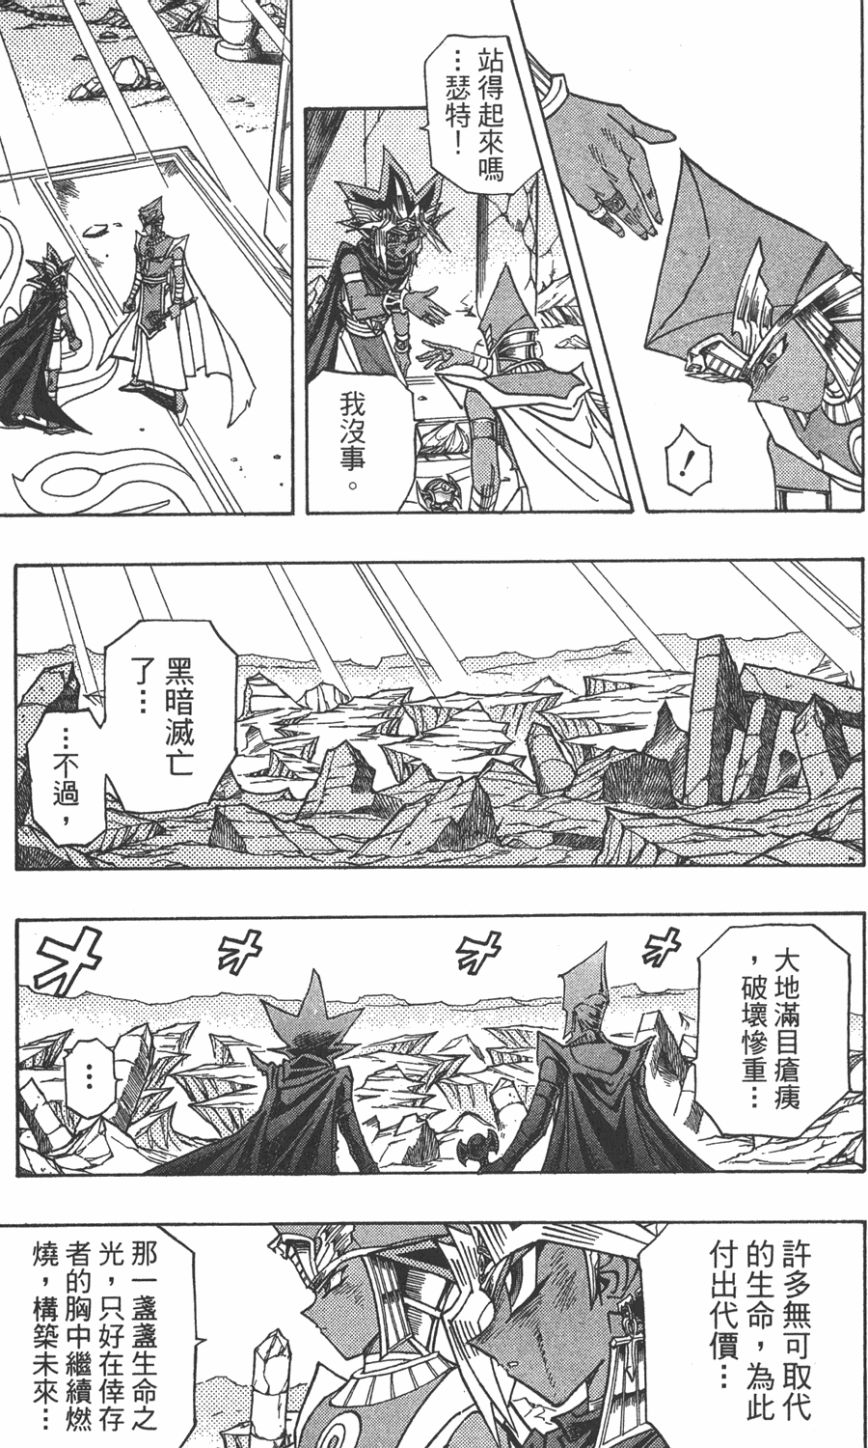 ！
站得起來嗎
…瑟特！
我沒事。
黑暗滅亡
了…
…不過，
大地滿目瘡痍
，破壞慘重…
オ
オ
オ
オ
…
許多無可取代
的生命，為此
付出代價…
那一盞盞生命之
光，只好在倖存
者的胸中繼續燃
燒，構築未來…